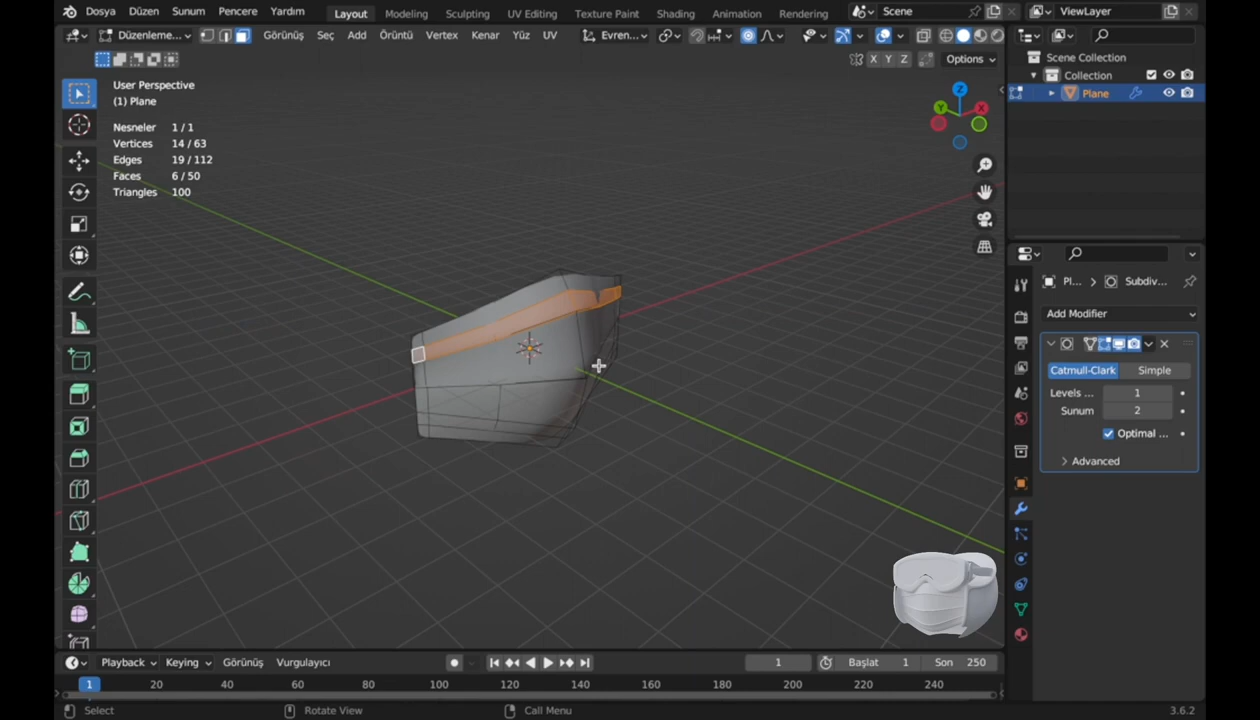 Dosya Düzen Sunum Pencere Yardım Layout Modeling Sculpting UV Editing Texture Paint Shading Animation Rendering Scene ViewLayer
Düzenleme... Görünüş Seç Add Örüntü Vertex Kenar Yüz UV Evren...
X Y Z Options
Scene Collection
Collection
Plane
User Perspective
(1) Plane
Nesneler 1 / 1
Vertices 14 / 63
Edges 19 / 112
Faces 6 / 50
Triangles 100
Z
Y X
Pl... > Subdiv...
Add Modifier
Catmull-Clark Simple
Levels ... 1
Sunum 2
Optimal ...
Advanced
Playback Keying Görünüş Vurgulayıcı 1 Başlat 1 Son 250
1 20 40 60 80 100 120 140 160 180 200 220 240
Select Rotate View Call Menu 3.6.2